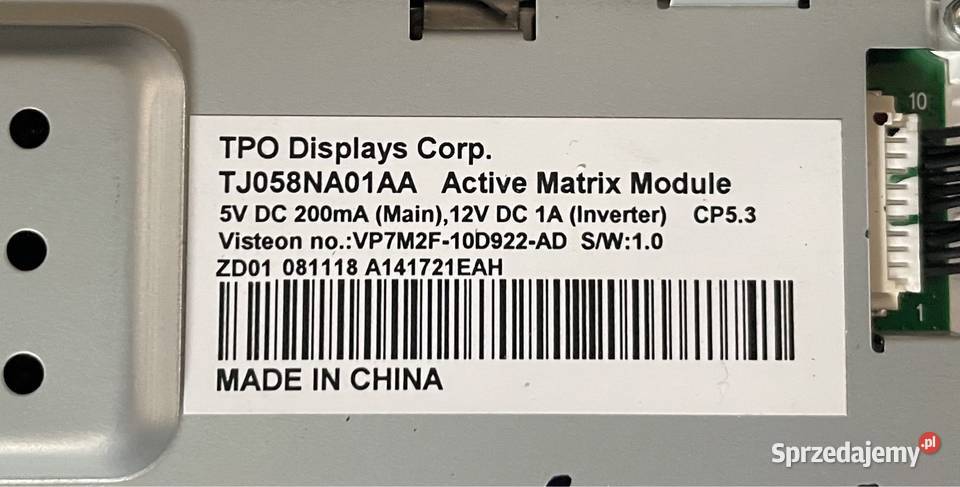 10
TPO Displays Corp.
TJ058NA01AA Active Matrix Module
5V DC 200mA (Main),12V DC 1A (Inverter) CP5.3
Visteon no.:VP7M2F-10D922-AD S/W:1.0
ZD01 081118 A141721EAH
1
MADE IN CHINA
Sprzedajemy.pl